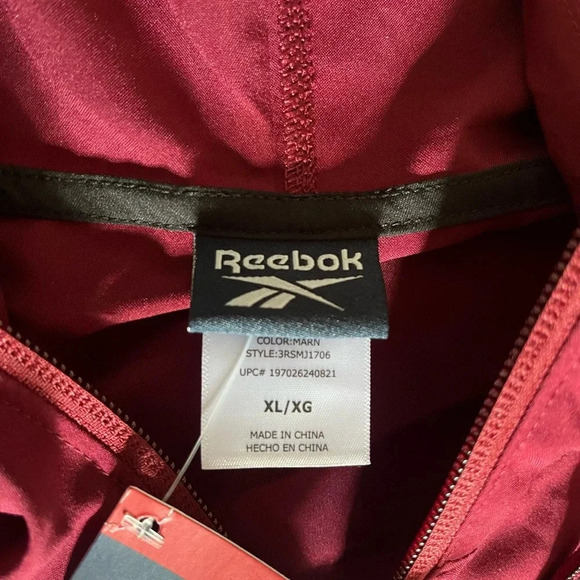 Reebok
COLOR:MARN
STYLE:3RSMJ1706
UPC# 197026240821
XL/XG
MADE IN CHINA
HECHO EN CHINA